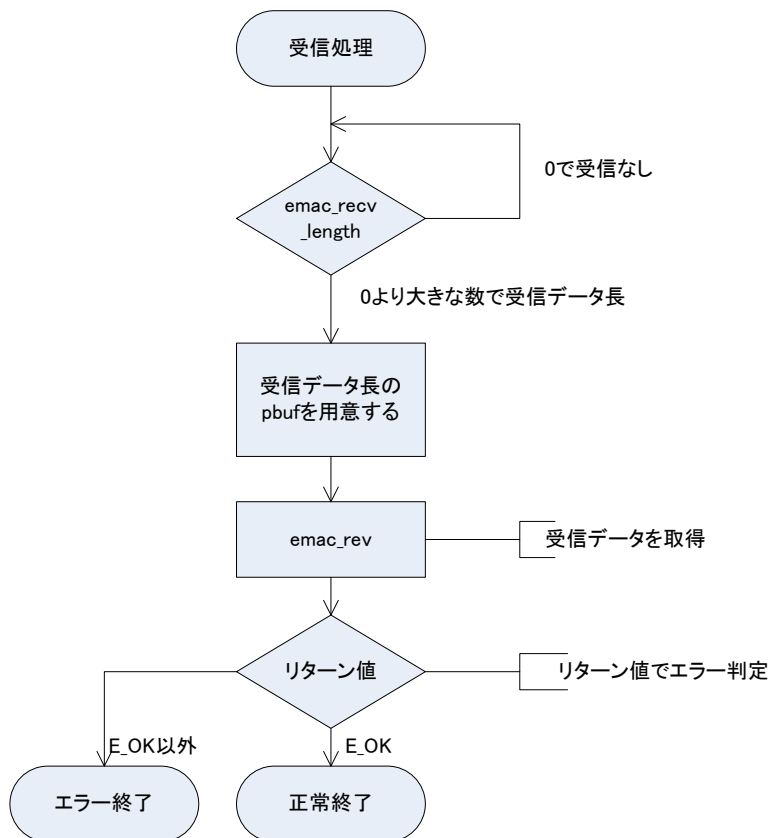 受信処理
0で受信なし
emac_recv
_length
0より大きな数で受信データ長
受信データ長の
pbufを用意する
emac_rev
受信データを取得
リターン値
リターン値でエラー判定
E_OK以外
E_OK
エラー終了
正常終了